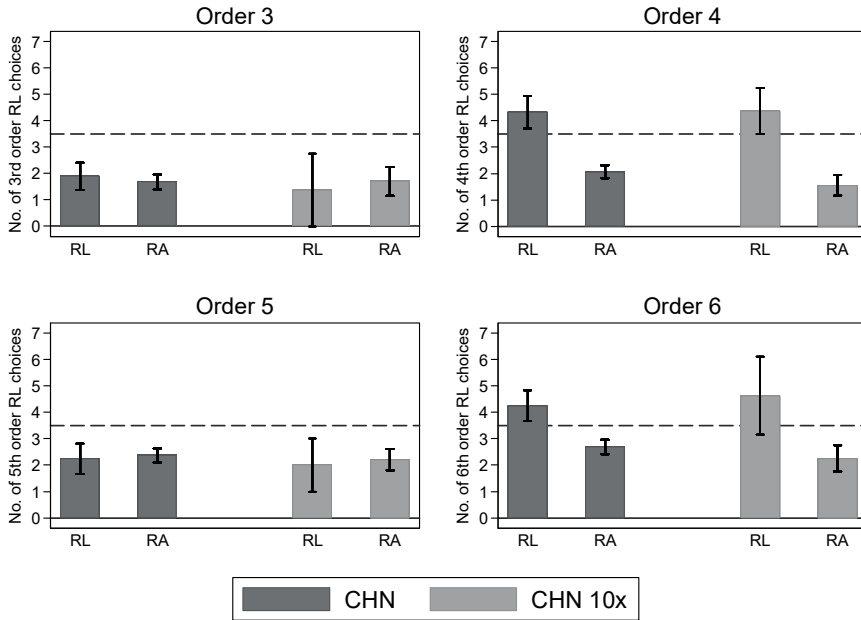 Order 3
No. of 3rd order RL choices
7
6
5
4
3
2
1
0
RL RA RL RA
Order 4
No. of 4th order RL choices
7
6
5
4
3
2
1
0
RL RA RL RA
Order 5
No. of 5th order RL choices
7
6
5
4
3
2
1
0
RL RA RL RA
Order 6
No. of 6th order RL choices
7
6
5
4
3
2
1
0
RL RA RL RA
CHN CHN 10x